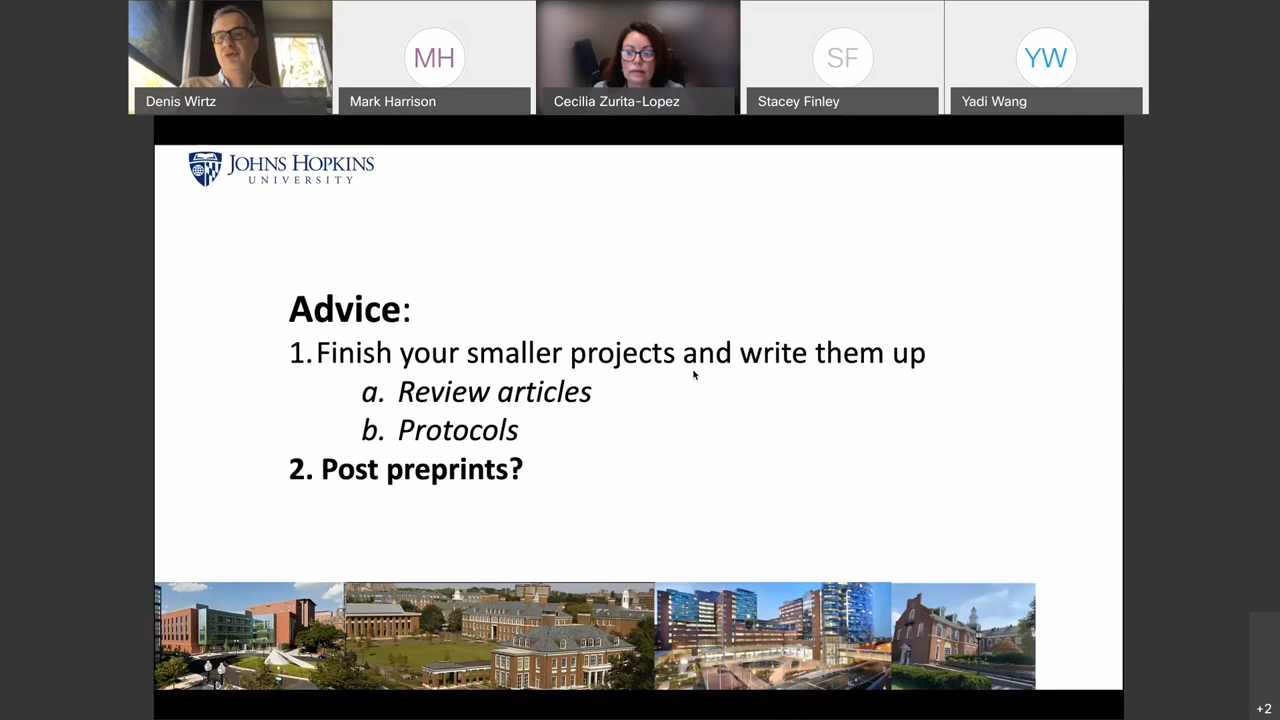 MH
SF
YW
Denis Wirtz
Mark Harrison
Cecilia Zurita-Lopez
Stacey Finley
Yadi Wang
JOHNS HOPKINS
UNIVERSITY
Advice:
1. Finish your smaller projects and write them up
a. Review articles
b. Protocols
2. Post preprints?
+2